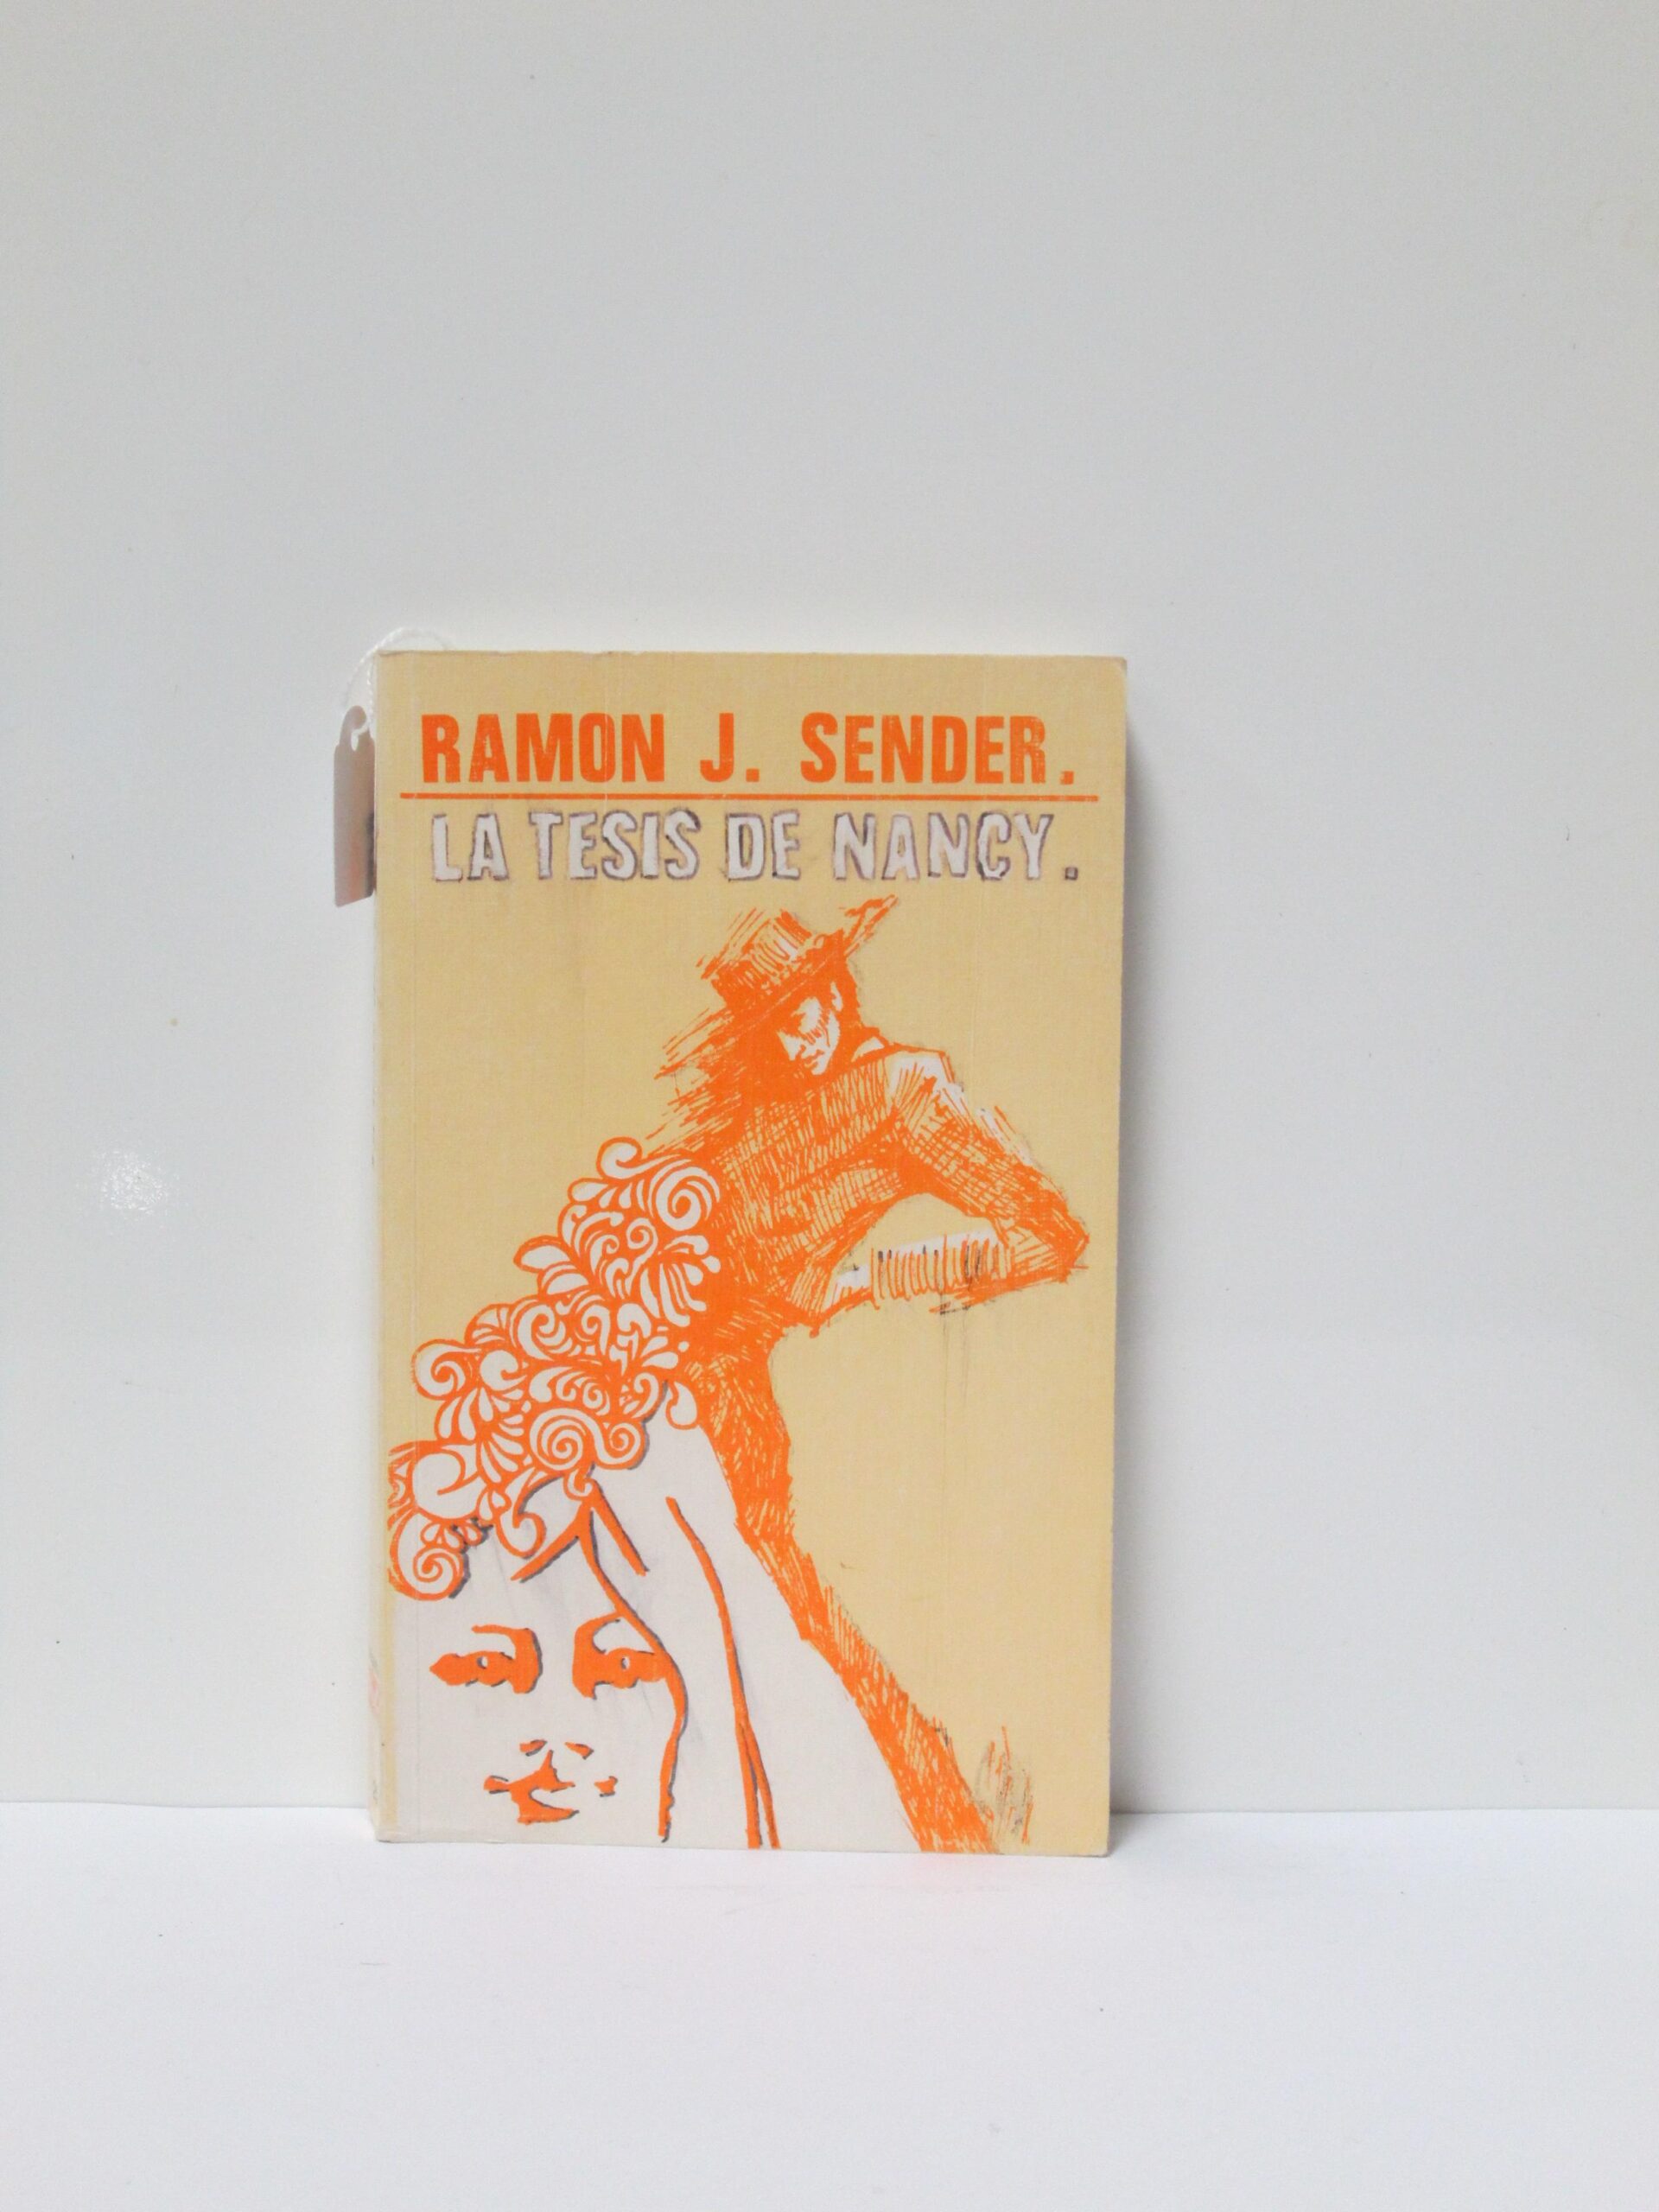 RAMON J. SENDER.
LA TESIS DE NANCY.